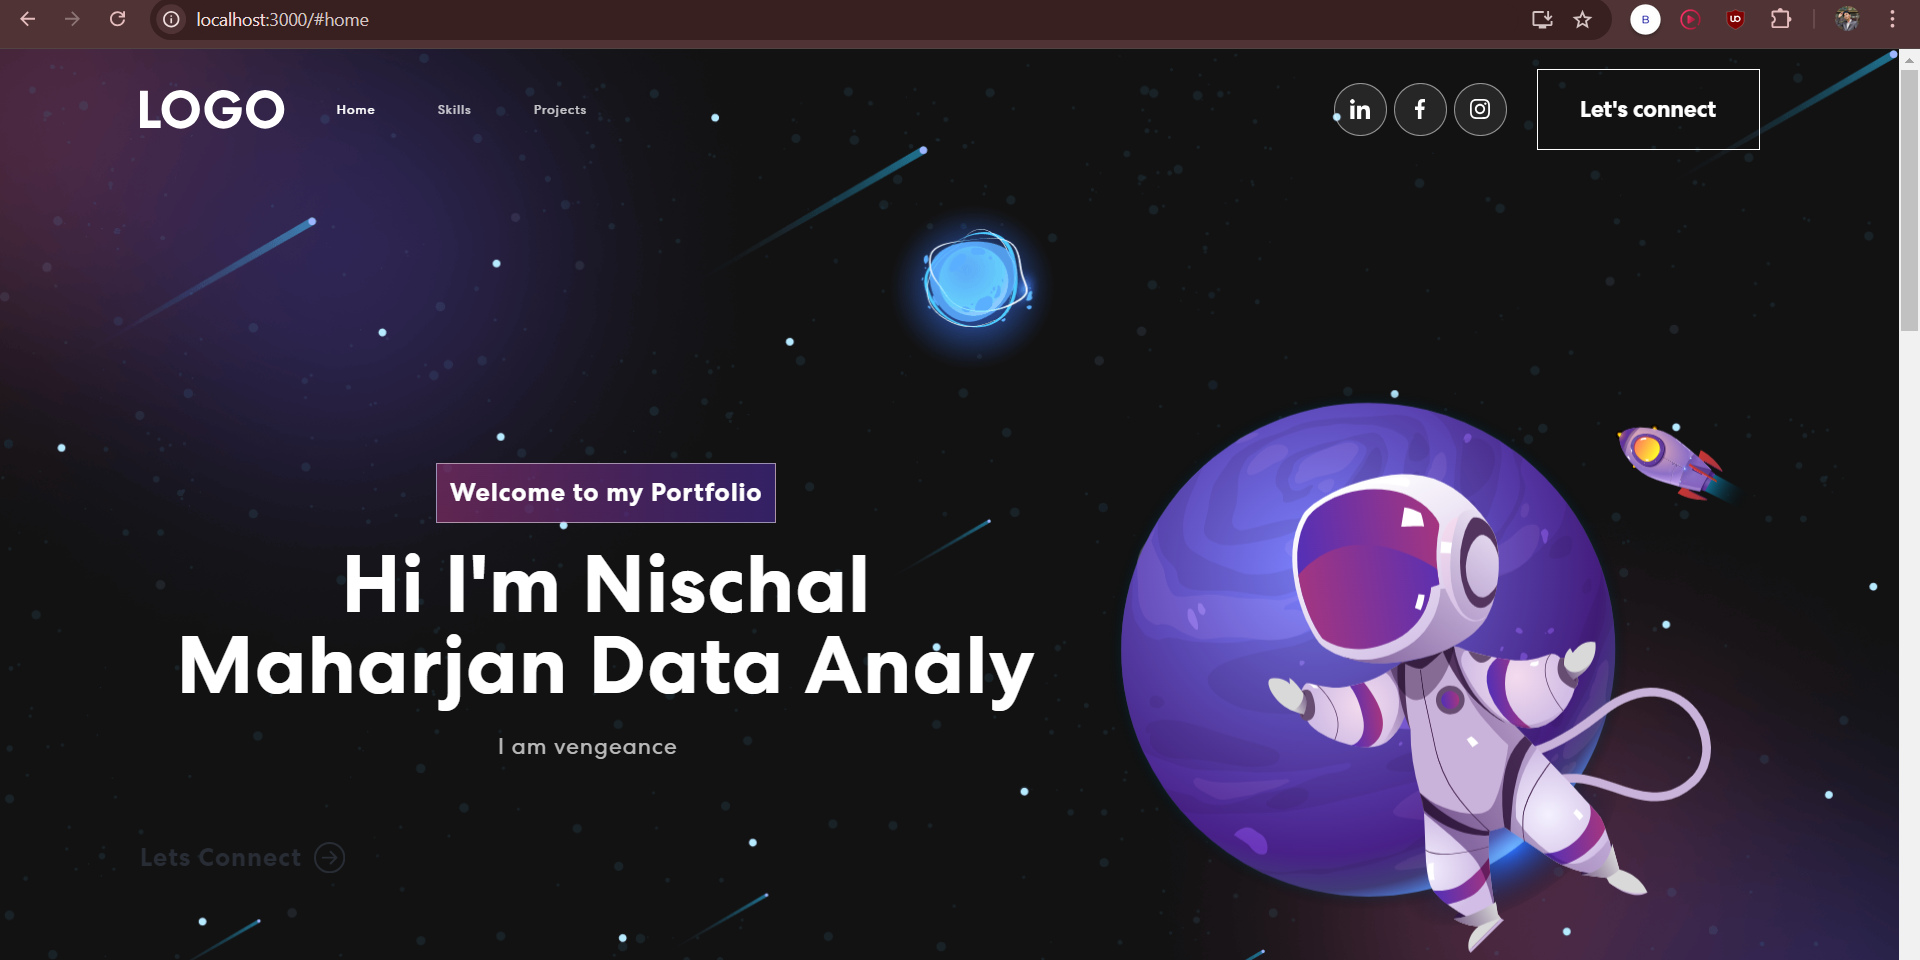 localhost:3000/#home
B
UO
LOGO
Home
Skills
Projects
in
f
Let's connect
Welcome to my Portfolio
Hi I'm Nischal
Maharjan Data Analy
I am vengeance
Lets Connect